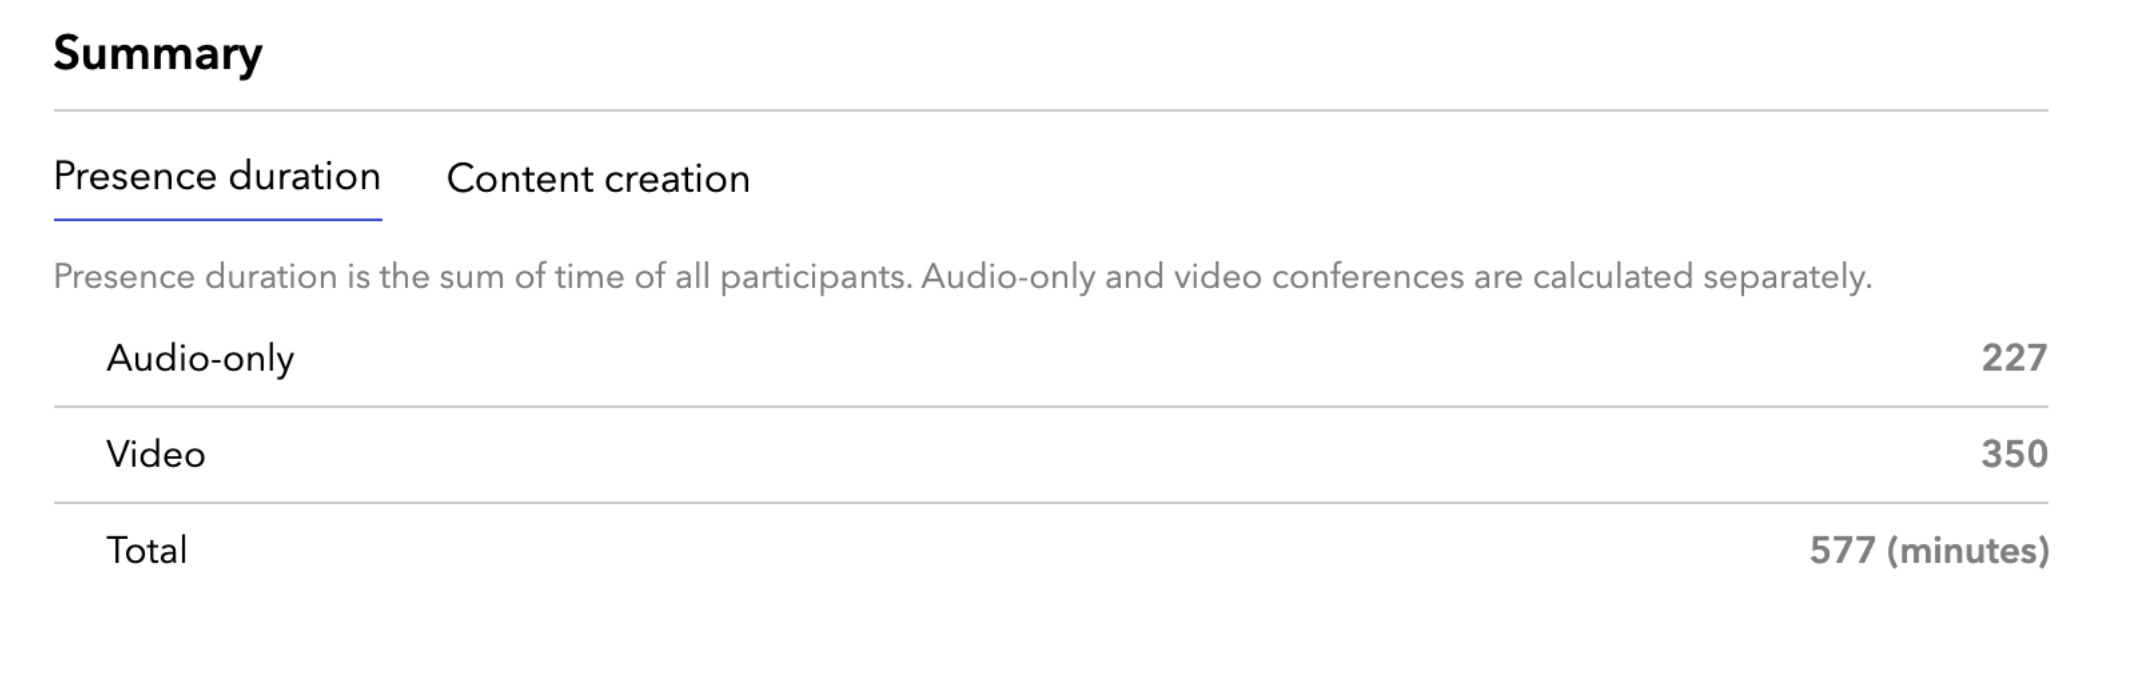 Summary
Presence duration Content creation
Presence duration is the sum of time of all participants. Audio-only and video conferences are calculated separately.
Audio-only 227
Video 350
Total 577 (minutes)